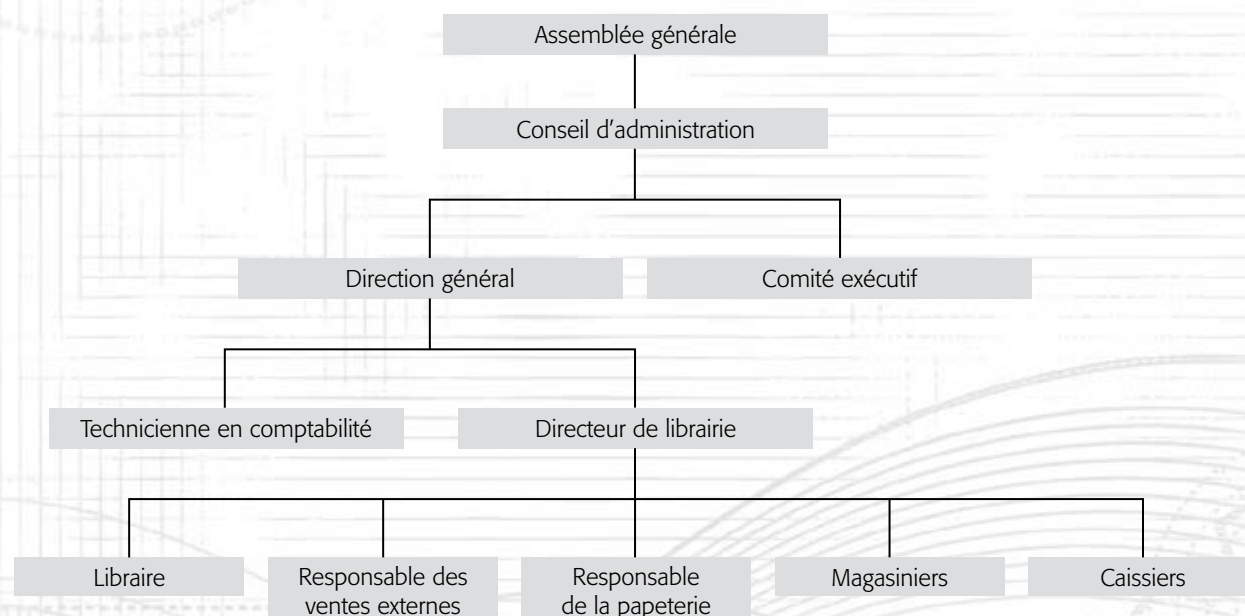 Assemblée générale
Conseil d’administration
Direction général
Comité exécutif
Technicienne en comptabilité
Directeur de librairie
Libraire
Responsable des
ventes externes
Responsable
de la papeterie
Magasiniers
Caissiers